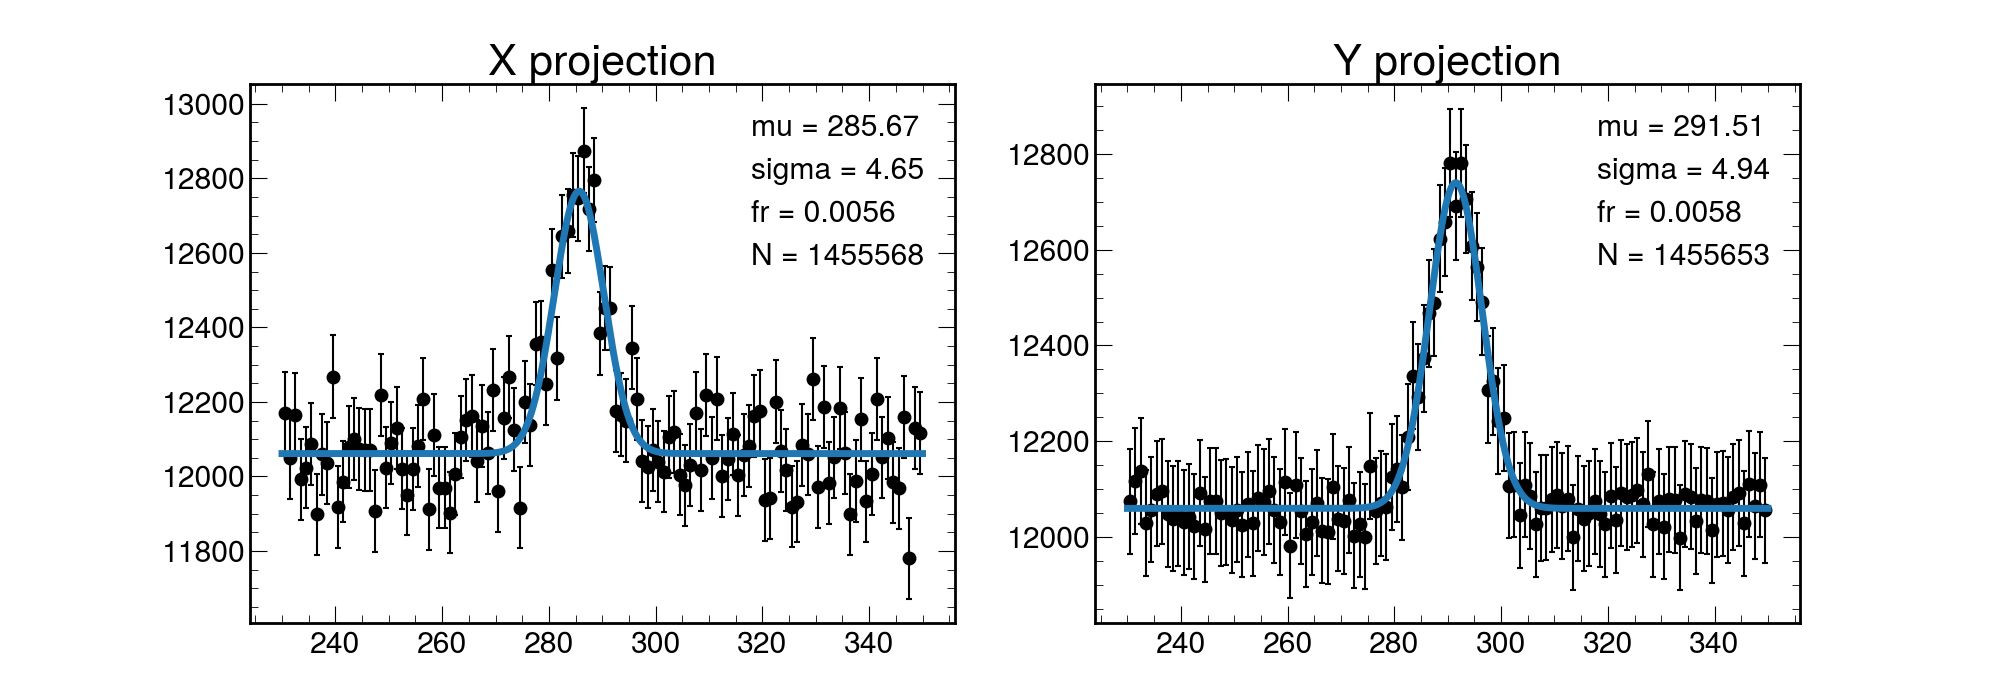 X projection
13000
12800
12600
12400
12200
12000
11800
240 260 280 300 320 340
mu = 285.67
sigma = 4.65
fr = 0.0056
N = 1455568
Y projection
12800
12600
12400
12200
12000
240 260 280 300 320 340
mu = 291.51
sigma = 4.94
fr = 0.0058
N = 1455653